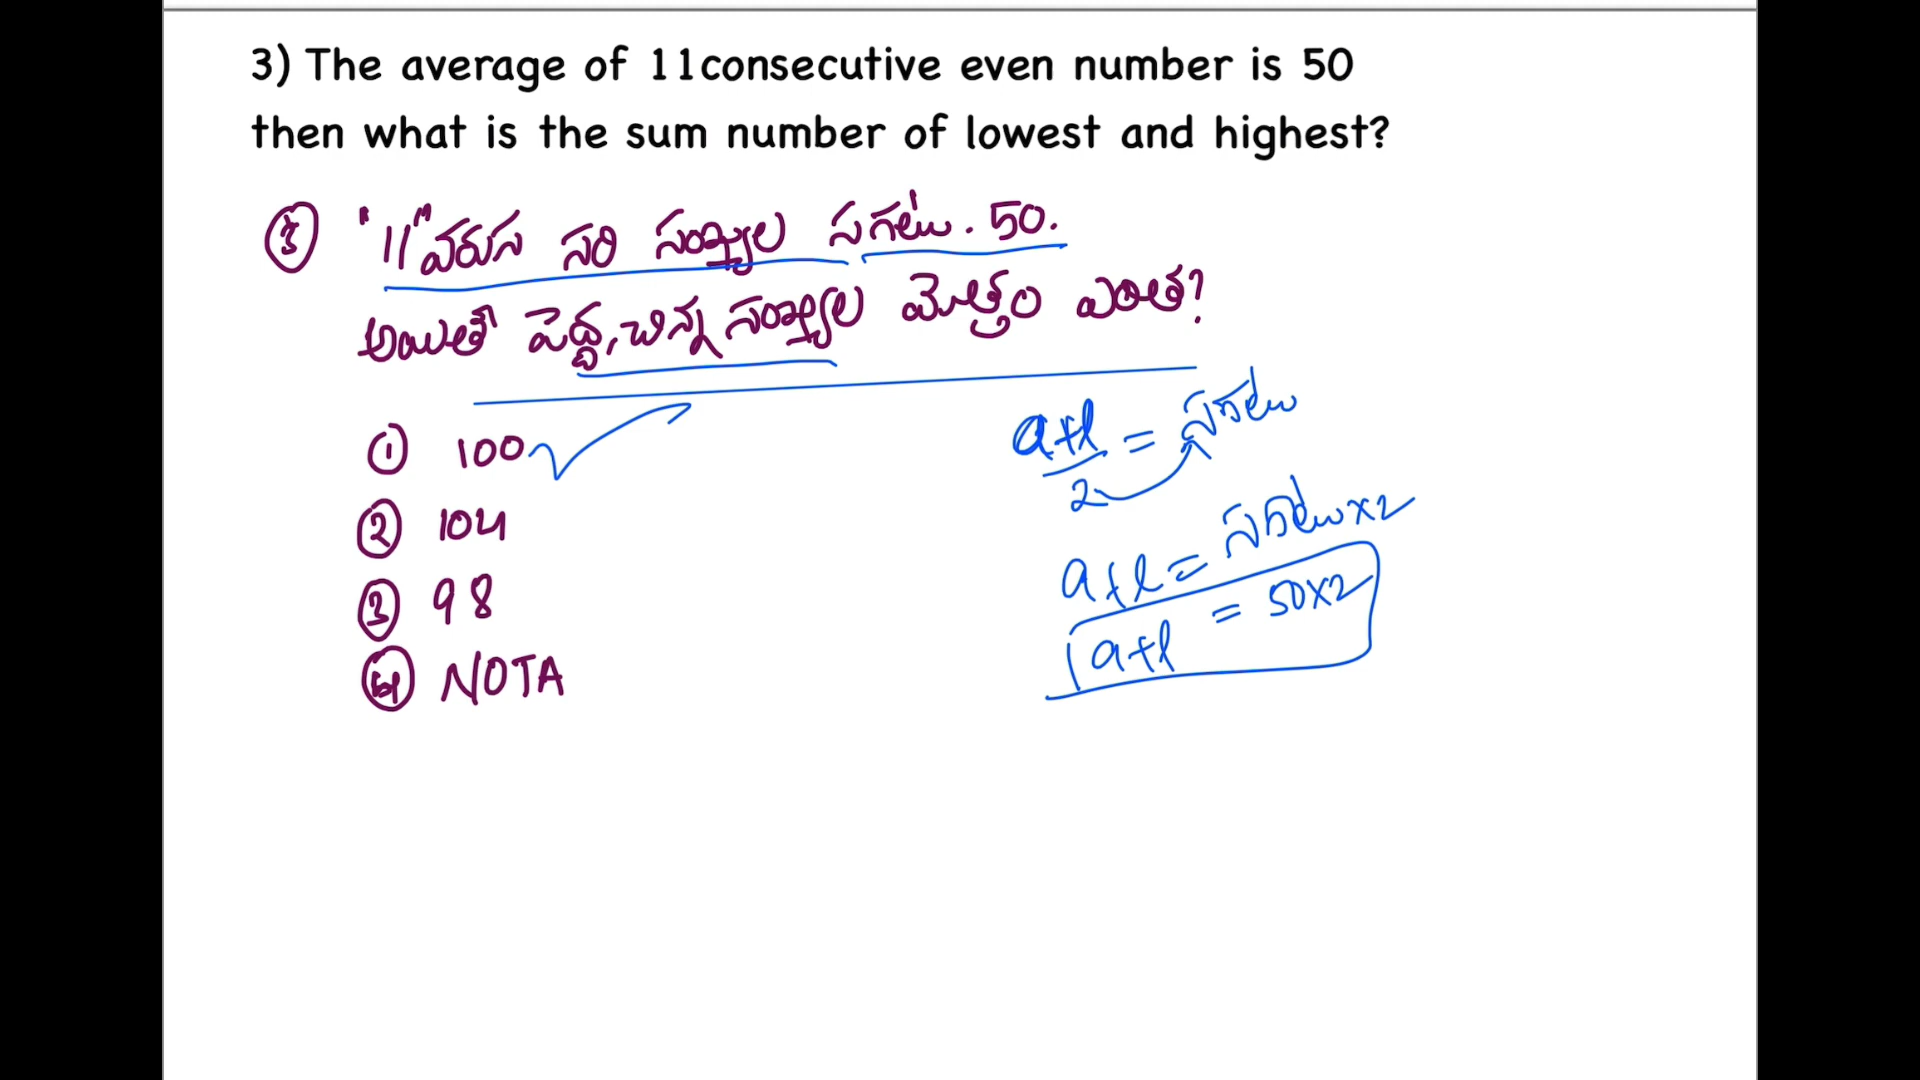 3) The average of 11consecutive even number is 50
then what is the sum number of lowest and highest?
③ "11" వరుస సరి సంఖ్యల సగటు. 50.
అయితే పెద్ద, చిన్న సంఖ్యల మొత్తం ఎంత?
① 100
② 104
③ 98
④ NOTA
a+l/2 = సగటు
a+l = సగటు×2
a+l = 50×2